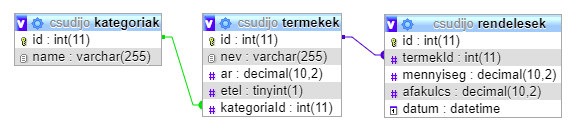 csudijo kategoriak
id : int(11)
name : varchar(255)
csudijo termekek
id : int(11)
nev : varchar(255)
ar : decimal(10,2)
etel : tinyint(1)
kategoriaId : int(11)
csudijo rendelesek
id : int(11)
termekId : int(11)
mennyiseg : decimal(10,2)
afakulcs : decimal(10,2)
datum : datetime